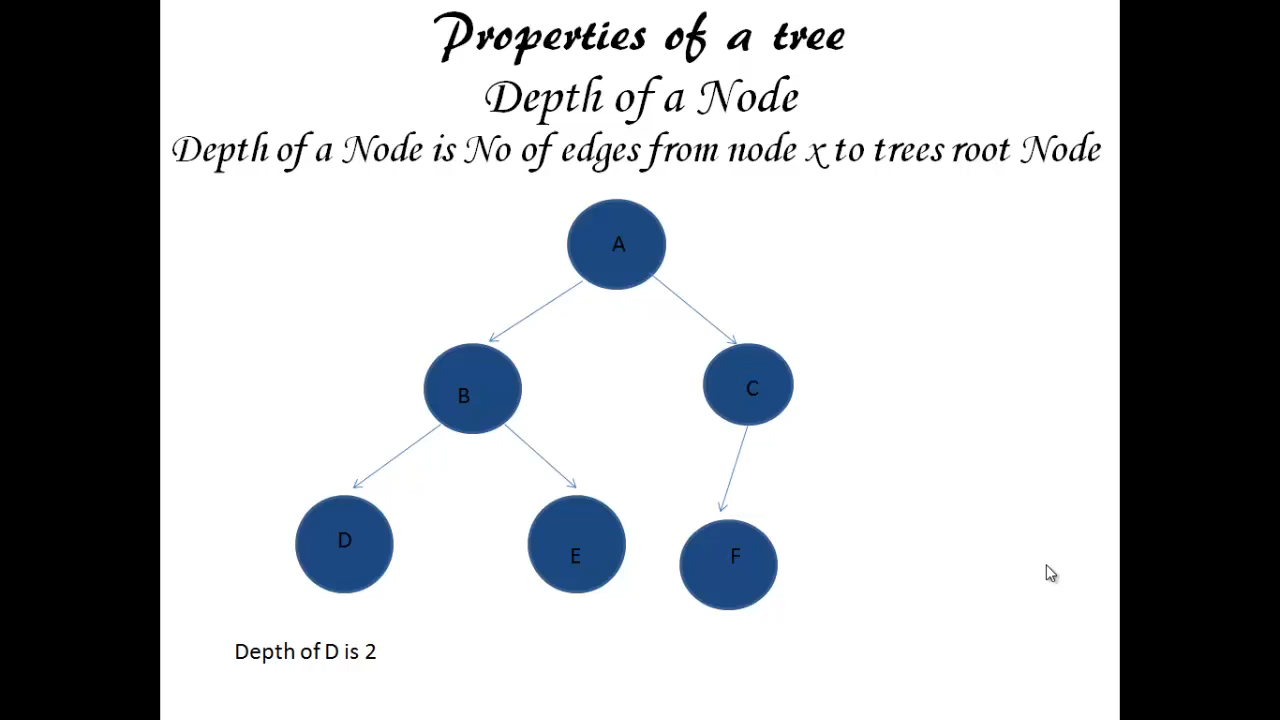 Properties of a tree
Depth of a Node
Depth of a Node is No of edges from node x to trees root Node
A
B
C
D
E
F
Depth of D is 2